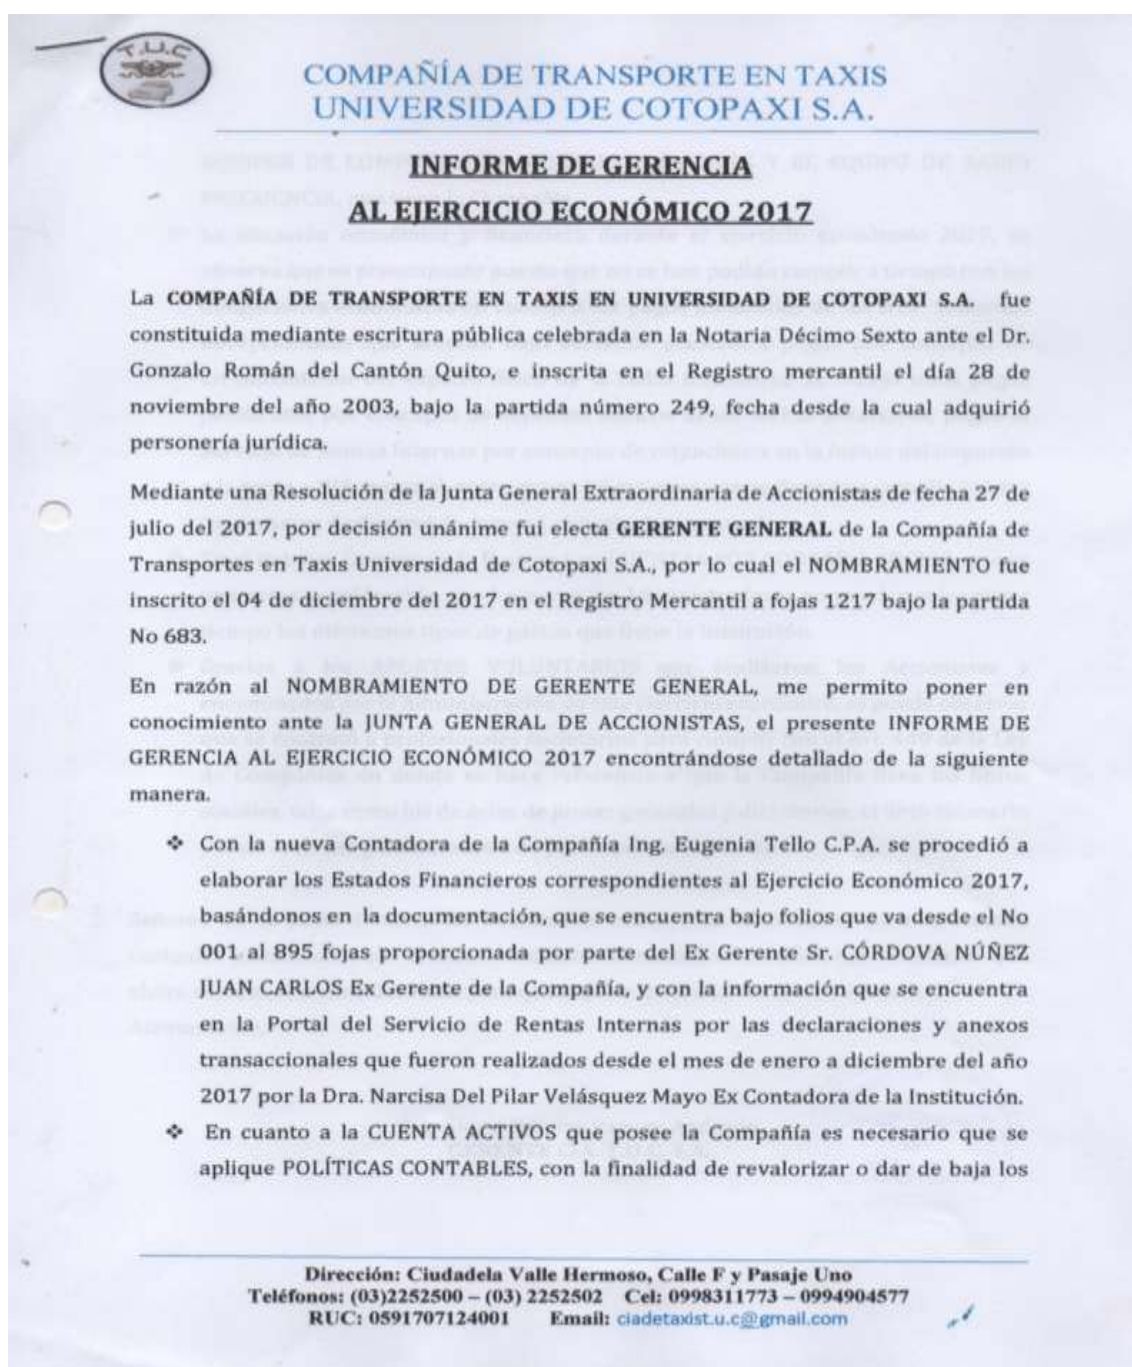 T.U.C
COMPAÑÍA DE TRANSPORTE EN TAXIS
UNIVERSIDAD DE COTOPAXI S.A.
INFORME DE GERENCIA
AL EJERCICIO ECONÓMICO 2017
La COMPAÑÍA DE TRANSPORTE EN TAXIS EN UNIVERSIDAD DE COTOPAXI S.A. fue
constituida mediante escritura pública celebrada en la Notaria Décimo Sexto ante el Dr.
Gonzalo Román del Cantón Quito, e inscrita en el Registro mercantil el día 28 de
noviembre del año 2003, bajo la partida número 249, fecha desde la cual adquirió
personería jurídica.
Mediante una Resolución de la Junta General Extraordinaria de Accionistas de fecha 27 de
julio del 2017, por decisión unánime fui electa GERENTE GENERAL de la Compañía de
Transportes en Taxis Universidad de Cotopaxi S.A., por lo cual el NOMBRAMIENTO fue
inscrito el 04 de diciembre del 2017 en el Registro Mercantil a fojas 1217 bajo la partida
No 683.
En razón al NOMBRAMIENTO DE GERENTE GENERAL, me permito poner en
conocimiento ante la JUNTA GENERAL DE ACCIONISTAS, el presente INFORME DE
GERENCIA AL EJERCICIO ECONÓMICO 2017 encontrándose detallado de la siguiente
manera.
❖ Con la nueva Contadora de la Compañía Ing. Eugenia Tello C.P.A. se procedió a
elaborar los Estados Financieros correspondientes al Ejercicio Económico 2017,
basándonos en la documentación, que se encuentra bajo folios que va desde el No
001 al 895 fojas proporcionada por parte del Ex Gerente Sr. CÓRDOVA NÚÑEZ
JUAN CARLOS Ex Gerente de la Compañía, y con la información que se encuentra
en la Portal del Servicio de Rentas Internas por las declaraciones y anexos
transaccionales que fueron realizados desde el mes de enero a diciembre del año
2017 por la Dra. Narcisa Del Pilar Velásquez Mayo Ex Contadora de la Institución.
❖ En cuanto a la CUENTA ACTIVOS que posee la Compañía es necesario que se
aplique POLÍTICAS CONTABLES, con la finalidad de revalorizar o dar de baja los
Dirección: Ciudadela Valle Hermoso, Calle F y Pasaje Uno
Teléfonos: (03)2252500 – (03) 2252502 Cel: 0998311773 – 0994904577
RUC: 0591707124001 Email: ciadetaxist.u.c@gmail.com